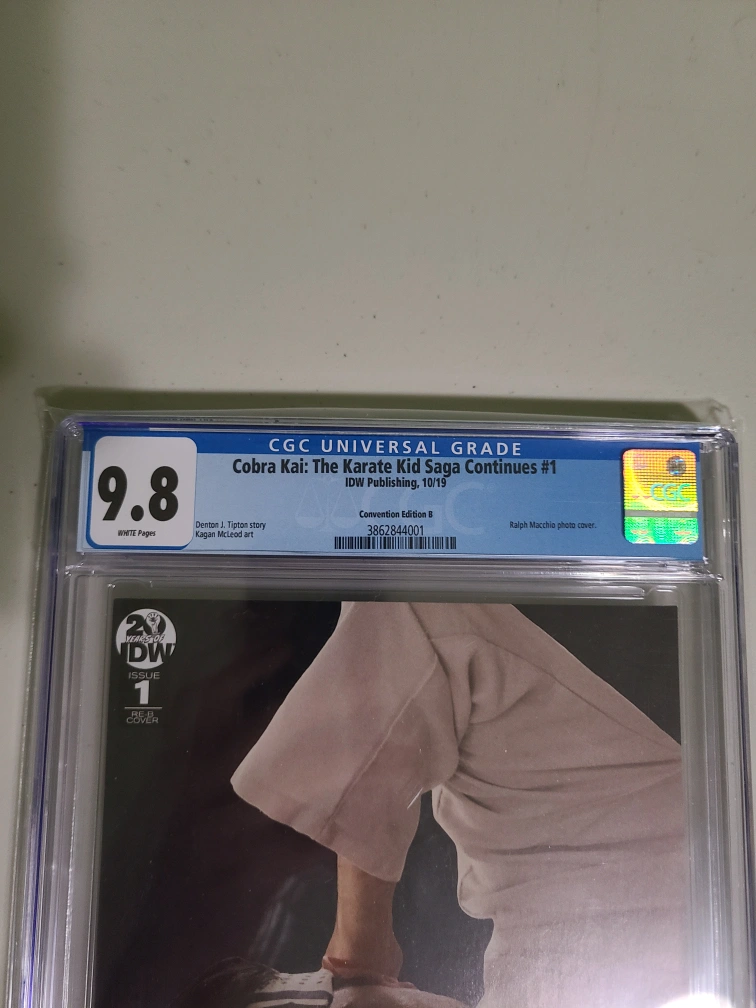 CGC UNIVERSAL GRADE
9.8
WHITE Pages
Cobra Kai: The Karate Kid Saga Continues #1
IDW Publishing, 10/19
Convention Edition B
Denton J. Tipton story
Kagan McLeod art
3862844001
Ralph Macchio photo cover.
CGC
CGC
20
YEARS OF
IDW
ISSUE
1
RE-B
COVER